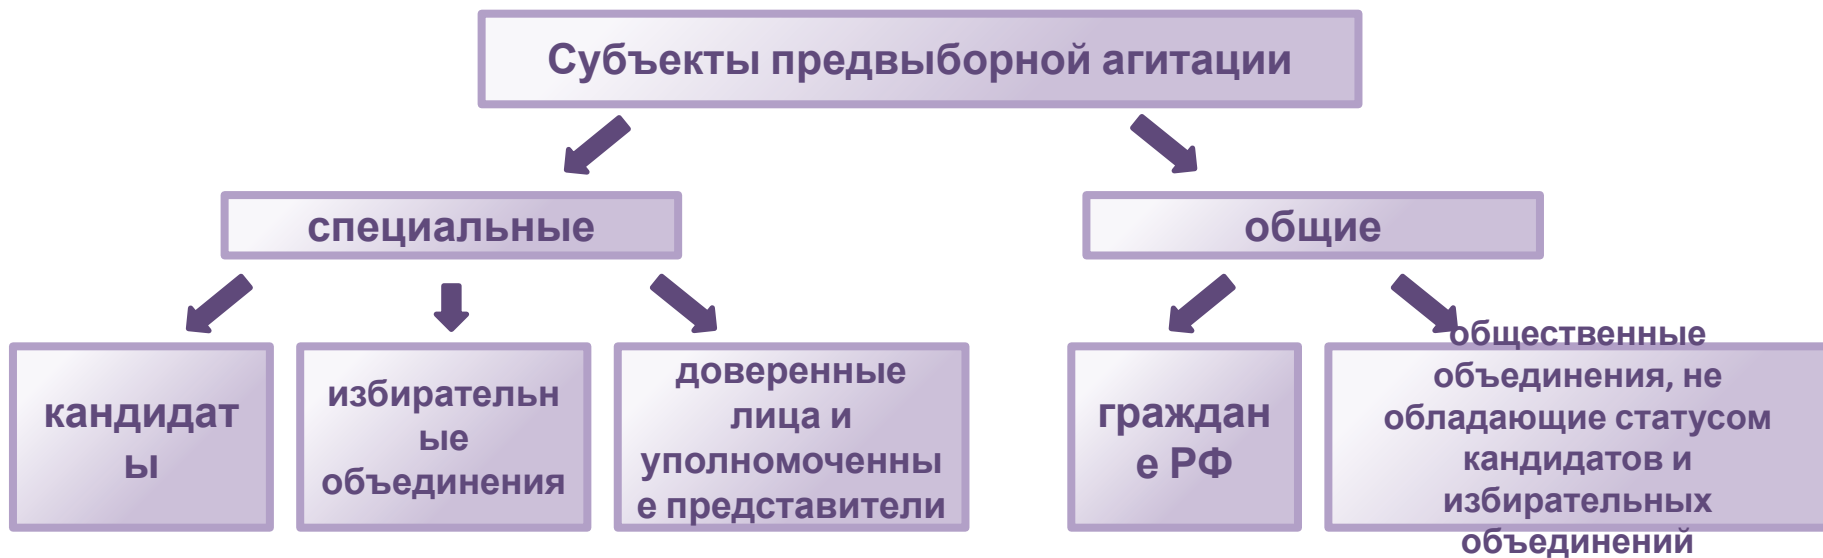 Субъекты предвыборной агитации
специальные
общие
кандидат
ы
избирательн
ые
объединения
доверенные
лица и
уполномоченны
е представители
граждан
е РФ
общественные
объединения, не
обладающие статусом
кандидатов и
избирательных
объединений